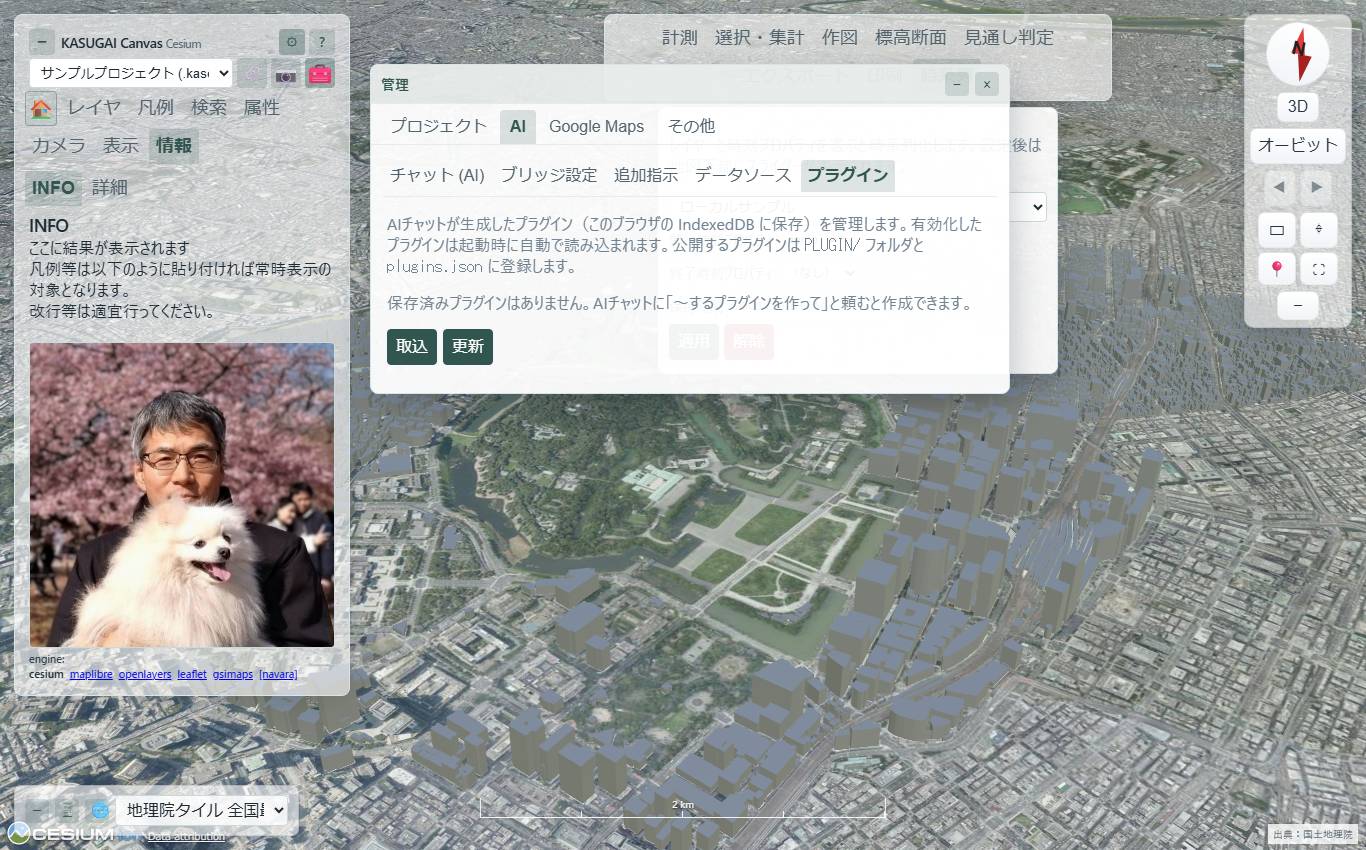 KASUGAI Canvas Cesium
?
サンプルプロジェクト (.kas
レイヤ 凡例 検索 属性
カメラ 表示 情報
INFO 詳細
INFO
ここに結果が表示されます
凡例等は以下のように貼り付ければ常時表示の
対象となります。
改行等は適宜行ってください。
engine:
cesium maplibre openlayers leaflet gsimaps [navara]
計測 選択・集計 作図 標高断面 見通し判定
管理
− x
プロジェクト AI Google Maps その他
チャット (AI) ブリッジ設定 追加指示 データソース プラグイン
AIチャットが生成したプラグイン（このブラウザの IndexedDB に保存）を管理します。有効化した
プラグインは起動時に自動で読み込まれます。公開するプラグインは PLUGIN/ フォルダと
plugins.json に登録します。
保存済みプラグインはありません。AIチャットに「～するプラグインを作って」と頼むと作成できます。
取込 更新
適用 解除
ローカルサンプル
後は
N
3D
オービット
地理院タイル 全国
2 km
CESIUM ion Data attribution
出典：国土地理院